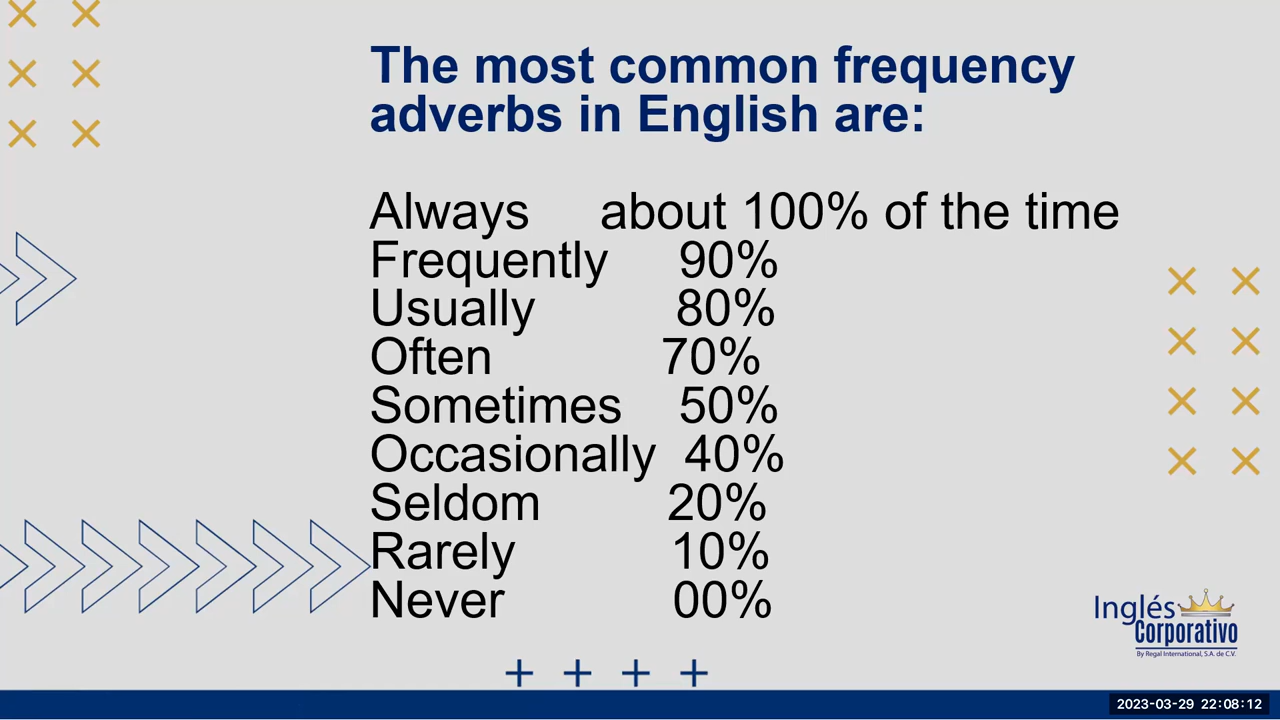 The most common frequency
adverbs in English are:
Always about 100% of the time
Frequently 90%
Usually 80%
Often 70%
Sometimes 50%
Occasionally 40%
Seldom 20%
Rarely 10%
Never 00%
Inglés
Corporativo
By Regal International, S.A. de C.V.
2023-03-29 22:08:12